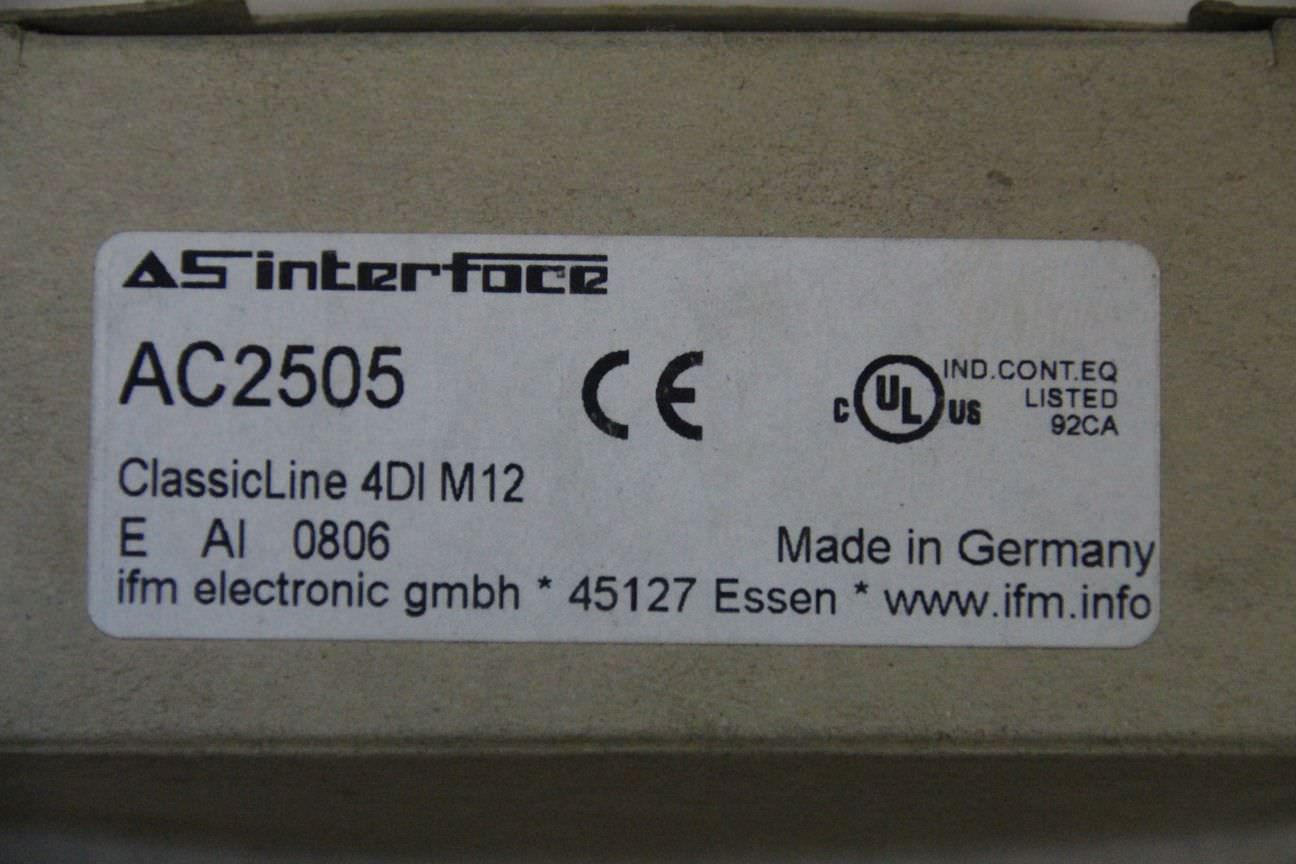 AS interface
AC2505
CE
C UL US
IND.CONT.EQ
LISTED
92CA
ClassicLine 4DI M12
E AI 0806
Made in Germany
ifm electronic gmbh * 45127 Essen * www.ifm.info